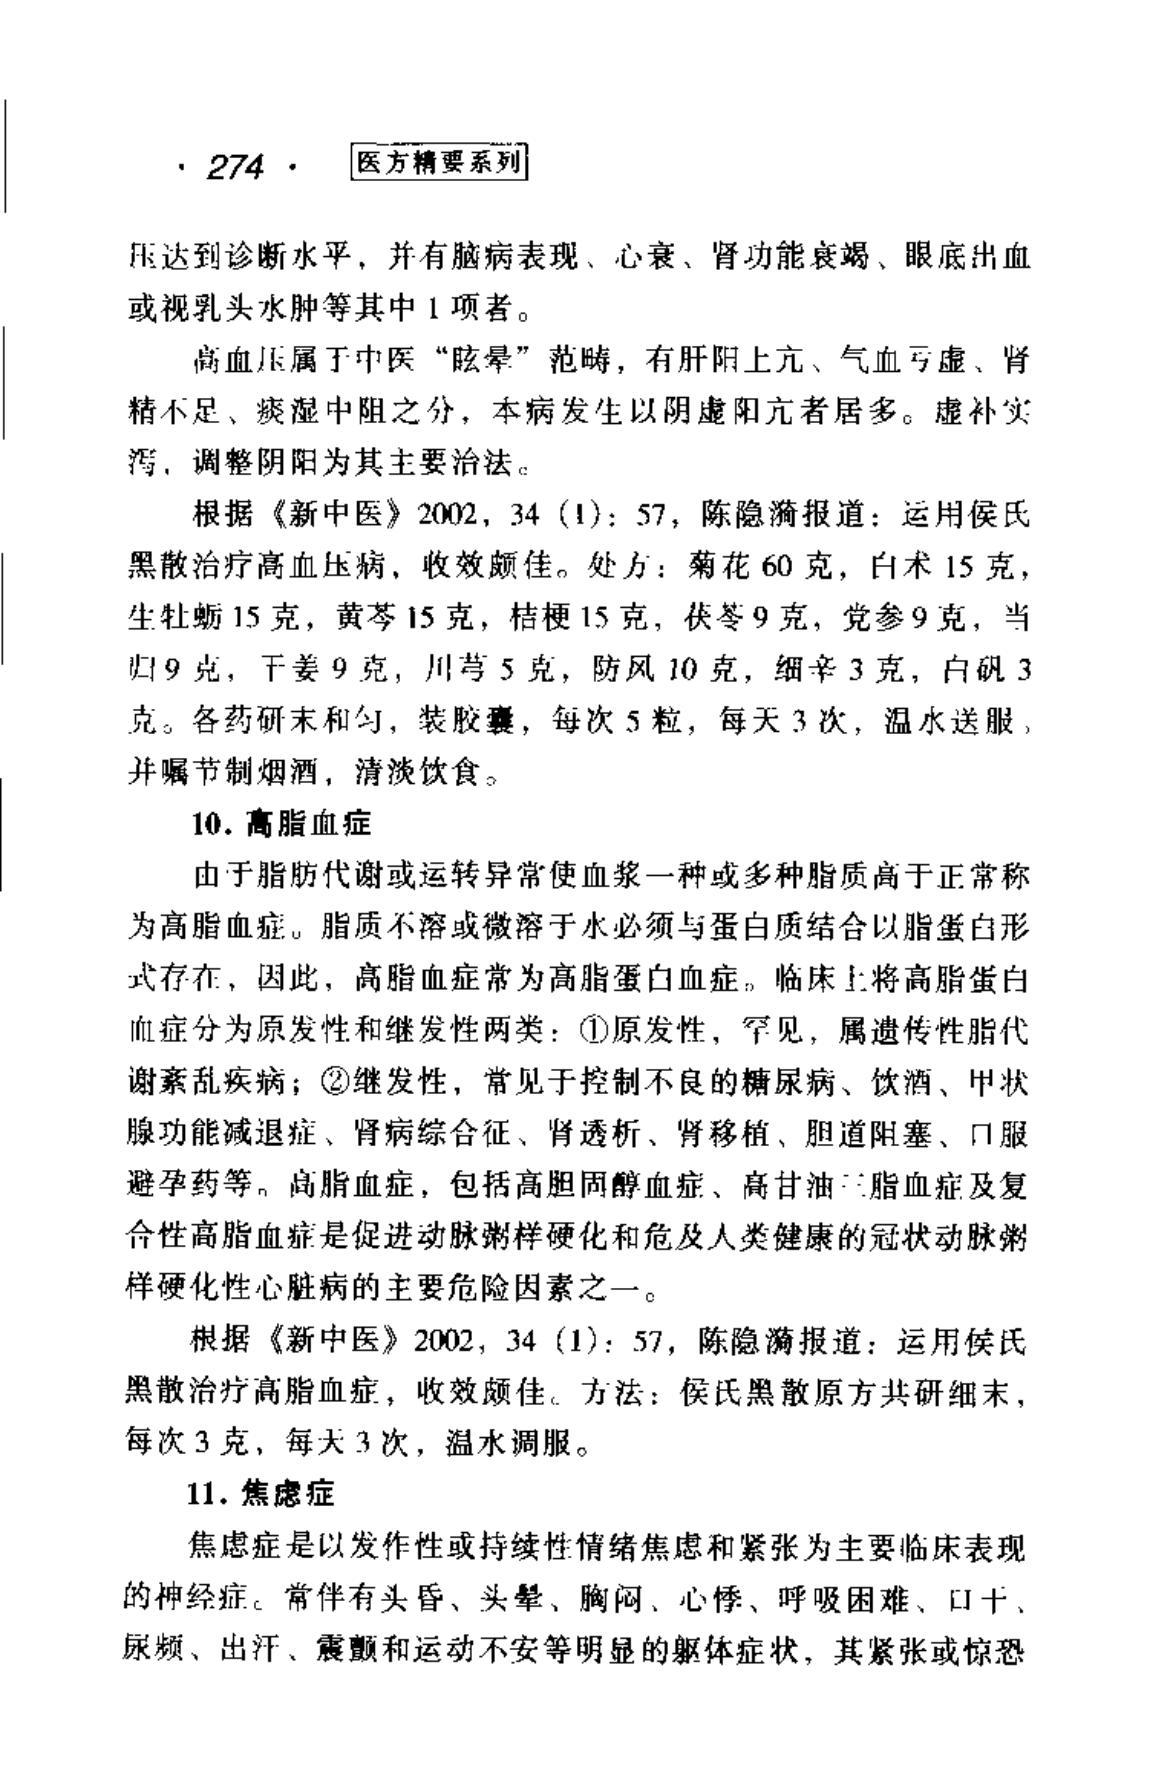 · 274 · 医方精要系列
压达到诊断水平，并有脑病表现、心衰、肾功能衰竭、眼底出血
或视乳头水肿等其中 1 项者。
高血压属于中医“眩晕”范畴，有肝阳上亢、气血亏虚、肾
精不足、痰湿中阻之分，本病发生以阴虚阳亢者居多。虚补实
泻，调整阴阳为其主要治法。
根据《新中医》2002，34（1）：57，陈隐漪报道：运用侯氏
黑散治疗高血压病，收效颇佳。处方：菊花 60 克，白术 15 克，
生牡蛎 15 克，黄芩 15 克，桔梗 15 克，茯苓 9 克，党参 9 克，当
归 9 克，干姜 9 克，川芎 5 克，防风 10 克，细辛 3 克，白矾 3
克。各药研末和匀，装胶囊，每次 5 粒，每天 3 次，温水送服，
并嘱节制烟酒，清淡饮食。
10. 高脂血症
由于脂肪代谢或运转异常使血浆一种或多种脂质高于正常称
为高脂血症。脂质不溶或微溶于水必须与蛋白质结合以脂蛋白形
式存在，因此，高脂血症常为高脂蛋白血症。临床上将高脂蛋白
血症分为原发性和继发性两类：①原发性，罕见，属遗传性脂代
谢紊乱疾病；②继发性，常见于控制不良的糖尿病、饮酒、甲状
腺功能减退症、肾病综合征、肾透析、肾移植、胆道阻塞、口服
避孕药等。高脂血症，包括高胆固醇血症、高甘油三脂血症及复
合性高脂血症是促进动脉粥样硬化和危及人类健康的冠状动脉粥
样硬化性心脏病的主要危险因素之一。
根据《新中医》2002，34（1）：57，陈隐漪报道：运用侯氏
黑散治疗高脂血症，收效颇佳。方法：侯氏黑散原方共研细末，
每次 3 克，每天 3 次，温水调服。
11. 焦虑症
焦虑症是以发作性或持续性情绪焦虑和紧张为主要临床表现
的神经症。常伴有头昏、头晕、胸闷、心悸、呼吸困难、口干、
尿频、出汗、震颤和运动不安等明显的躯体症状，其紧张或惊恐